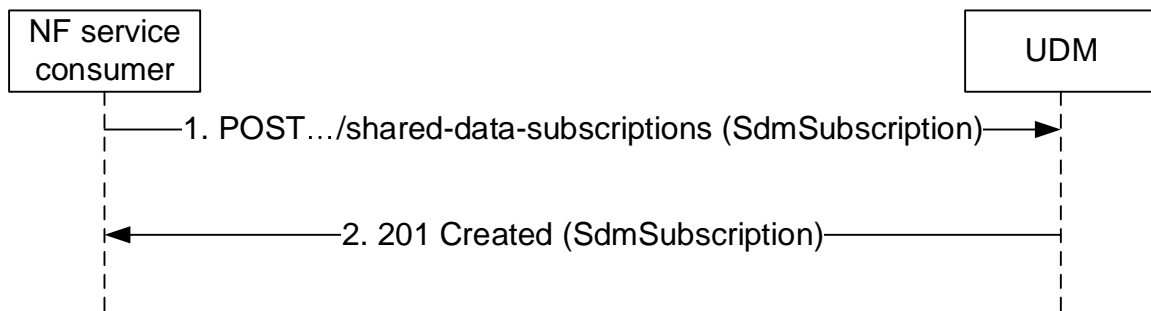 NF service
consumer
UDM
1. POST…/shared-data-subscriptions (SdmSubscription)
2. 201 Created (SdmSubscription)